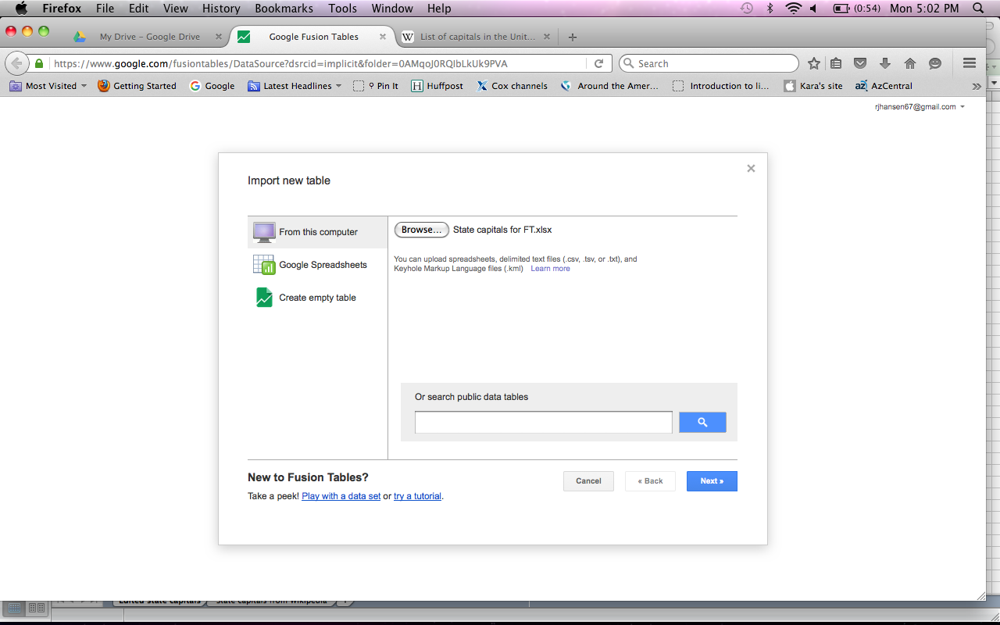 Firefox File Edit View History Bookmarks Tools Window Help (0:54) Mon 5:02 PM
My Drive – Google Drive Google Fusion Tables W List of capitals in the Unit...
https://www.google.com/fusiontables/DataSource?dsrcid=implicit&folder=0AMqoJ0RQIbLkUk9PVA Search
Most Visited Getting Started Google Latest Headlines Pin It Huffpost Cox channels Around the Amer... Introduction to li... Kara's site az AzCentral
rjhansen67@gmail.com
Import new table
From this computer
Browse... State capitals for FT.xlsx
You can upload spreadsheets, delimited text files (.csv, .tsv, or .txt), and
Keyhole Markup Language files (.kml) Learn more
Google Spreadsheets
Create empty table
Or search public data tables
New to Fusion Tables?
Take a peek! Play with a data set or try a tutorial.
Cancel « Back Next »
state capitals State capitals from Wikipedia